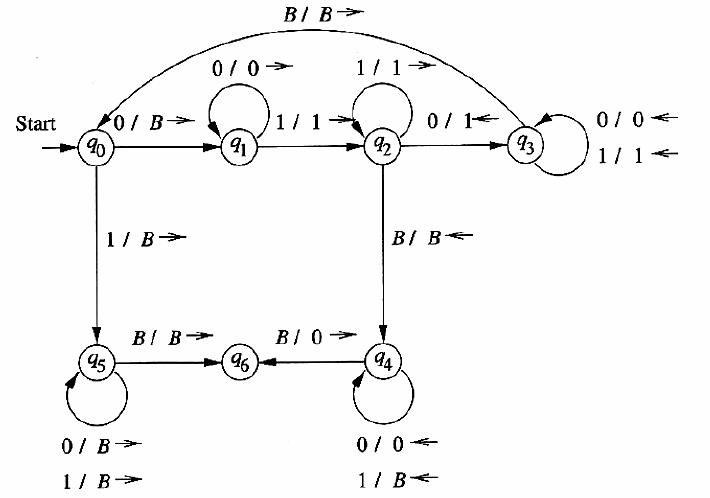 B / B →
0 / 0 →
1 / 1 →
Start
0 / B →
1 / 1 →
0 / 1 ←
0 / 0 ←
q0
q1
q2
q3
1 / 1 ←
1 / B →
B / B ←
B / B →
B / 0 →
q5
q6
q4
0 / B →
0 / 0 ←
1 / B →
1 / B ←